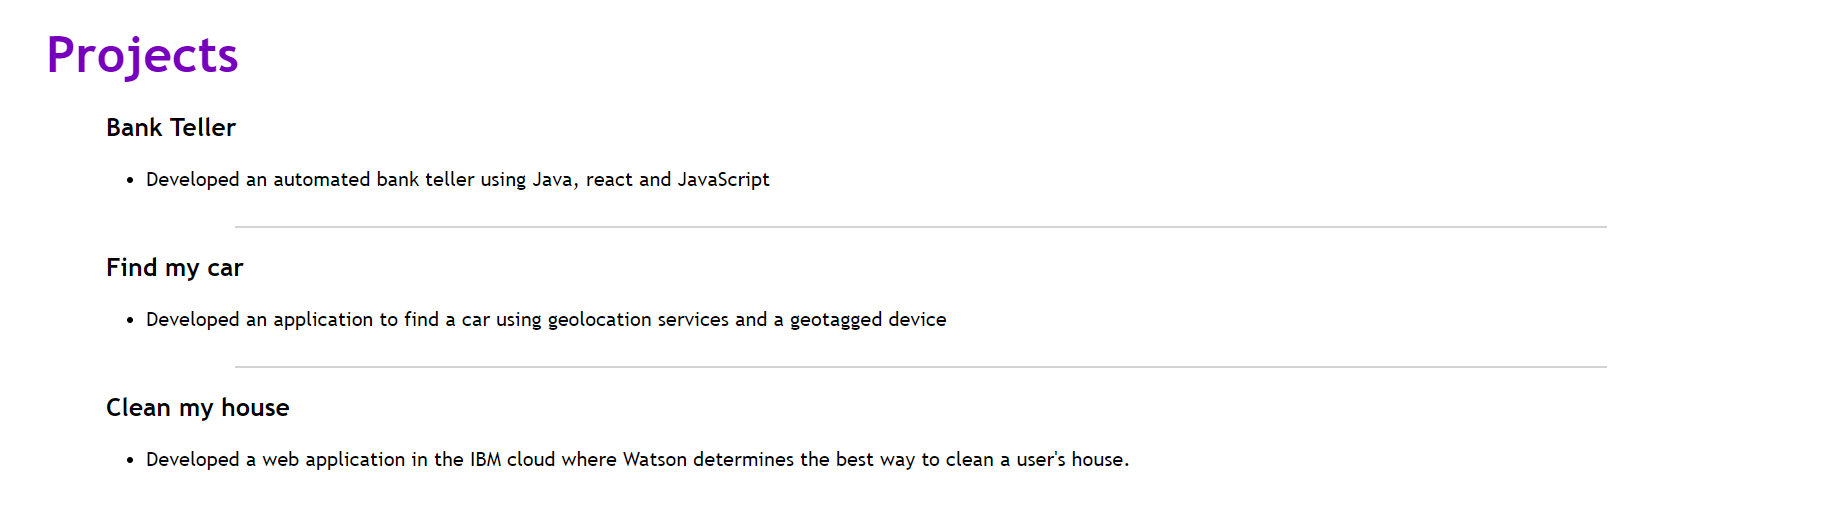 Projects
Bank Teller
• Developed an automated bank teller using Java, react and JavaScript
Find my car
• Developed an application to find a car using geolocation services and a geotagged device
Clean my house
• Developed a web application in the IBM cloud where Watson determines the best way to clean a user's house.